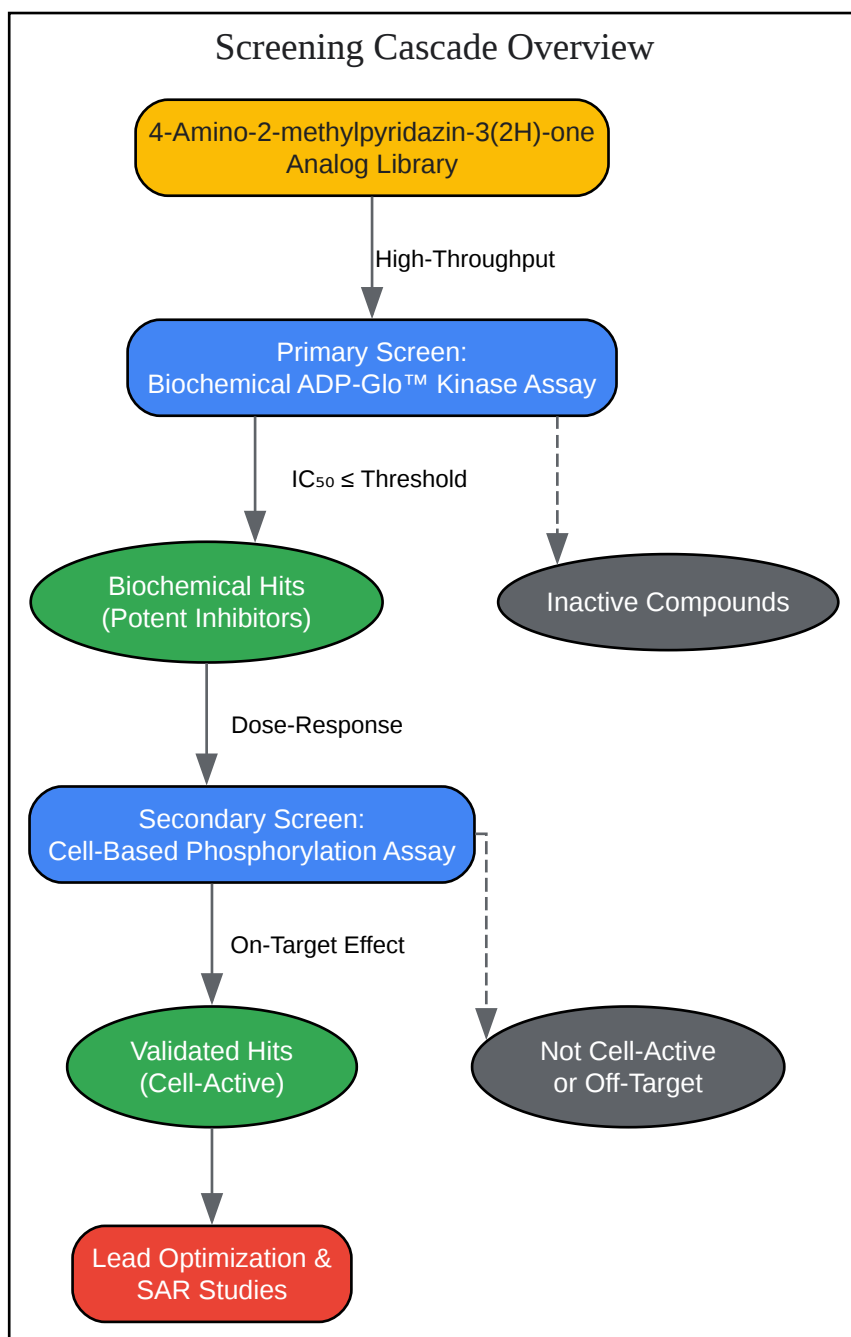 Screening Cascade Overview
4-Amino-2-methylpyridazin-3(2H)-one
Analog Library
High-Throughput
Primary Screen:
Biochemical ADP-Glo™ Kinase Assay
IC₅₀ ≤ Threshold
Biochemical Hits
(Potent Inhibitors)
Inactive Compounds
Dose-Response
Secondary Screen:
Cell-Based Phosphorylation Assay
On-Target Effect
Validated Hits
(Cell-Active)
Not Cell-Active
or Off-Target
Lead Optimization &
SAR Studies